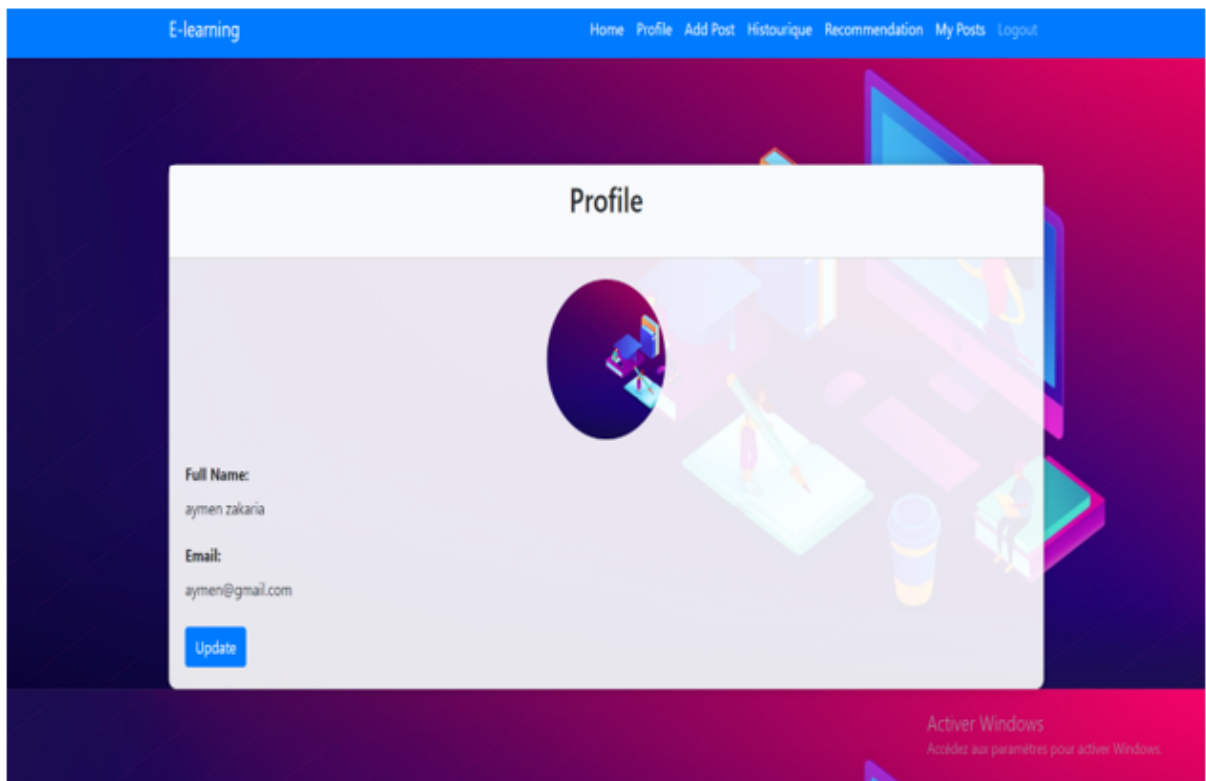 E-learning
Home Profile Add Post Histourique Recommendation My Posts Logout
Profile
Full Name:
aymen zakaria
Email:
aymen@gmail.com
Update
Activer Windows
Accédez aux paramètres pour activer Windows.